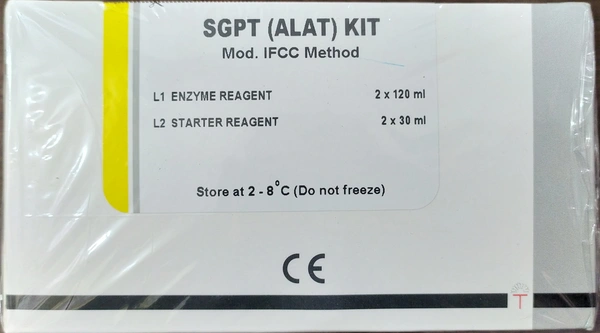 SGPT (ALAT) KIT
Mod. IFCC Method
L1 ENZYME REAGENT 2 x 120 ml
L2 STARTER REAGENT 2 x 30 ml
Store at 2 - 8°C (Do not freeze)
CE
T